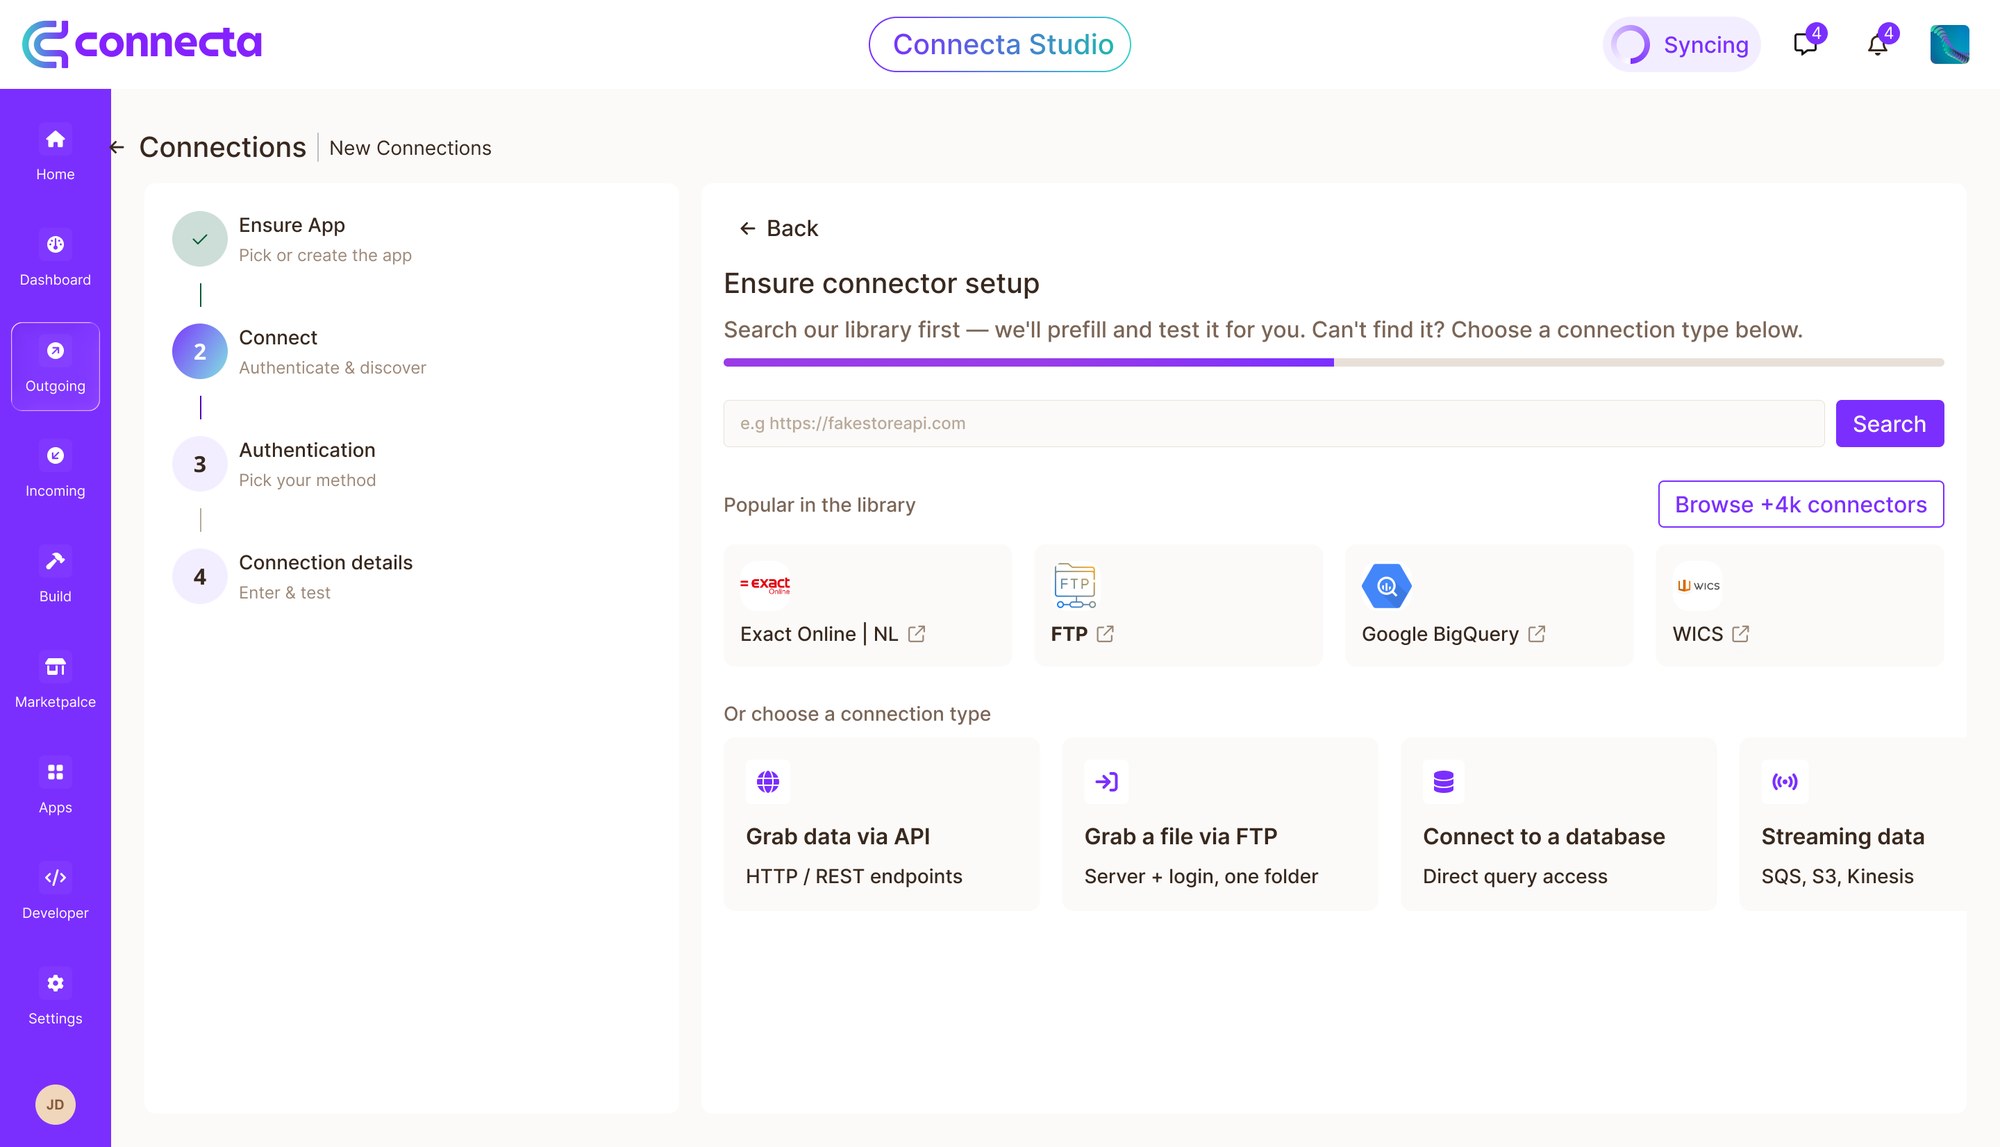 connecta
Connecta Studio
Syncing
4
4
Home
Dashboard
Outgoing
Incoming
Build
Marketpalce
Apps
Developer
Settings
JD
Connections
New Connections
Ensure App
Pick or create the app
2
Connect
Authenticate & discover
3
Authentication
Pick your method
4
Connection details
Enter & test
Back
Ensure connector setup
Search our library first — we'll prefill and test it for you. Can't find it? Choose a connection type below.
e.g https://fakestoreapi.com
Search
Popular in the library
Browse +4k connectors
= exact
Online
Exact Online | NL
FTP
FTP
Google BigQuery
WICS
WICS
Or choose a connection type
Grab data via API
HTTP / REST endpoints
Grab a file via FTP
Server + login, one folder
Connect to a database
Direct query access
Streaming data
SQS, S3, Kinesis